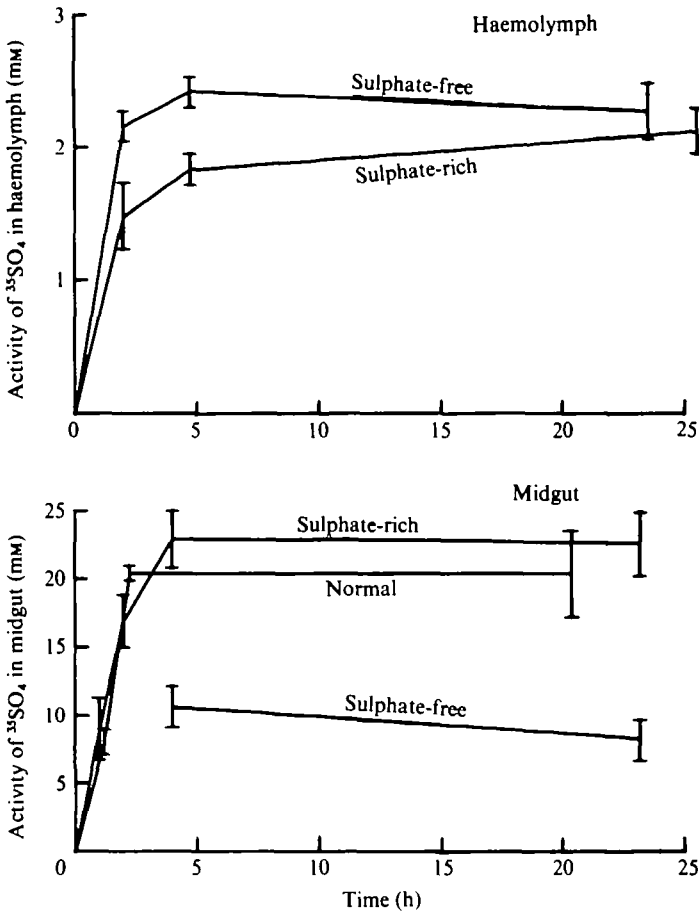 Haemolymph
Activity of ³⁵SO₄ in haemolymph (mM)
3
2
1
0
Sulphate-free
Sulphate-rich
0 5 10 15 20 25
Midgut
Activity of ³⁵SO₄ in midgut (mM)
25
20
15
10
5
0
Sulphate-rich
Normal
Sulphate-free
5 10 15 20 25
Time (h)